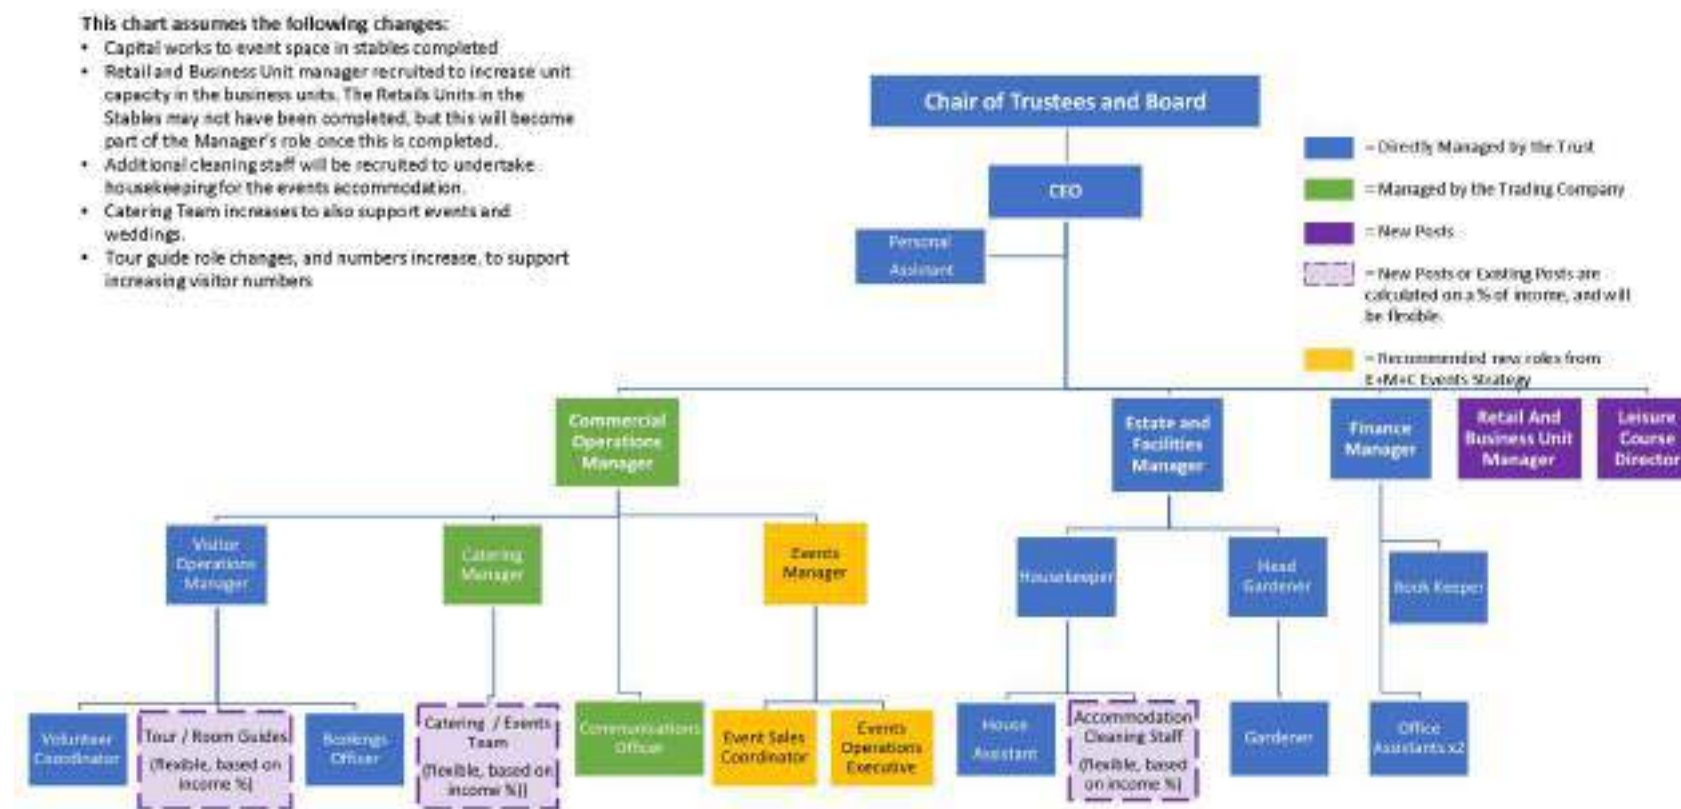 This chart assumes the following changes:
• Capital works to event space in stables completed
• Retail and Business Unit manager recruited to increase unit
capacity in the business units. The Retails Units in the
Stables may not have been completed, but this will become
part of the Manager's role once this is completed.
• Additional cleaning staff will be recruited to undertake
housekeeping for the events accommodation.
• Catering Team increases to also support events and
weddings.
• Tour guide role changes, and numbers increase, to support
increasing visitor numbers
Chair of Trustees and Board
CEO
Personal
Assistant
= Directly Managed by the Trust
= Managed by the Trading Company
= New Posts
= New Posts or Existing Posts are
calculated on a % of income, and will
be flexible.
= Recommended new roles from
E+M+C Events Strategy
Commercial
Operations
Manager
Estate and
Facilities
Manager
Finance
Manager
Retail And
Business Unit
Manager
Leisure
Course
Director
Visitor
Operations
Manager
Catering
Manager
Events
Manager
Housekeeper
Head
Gardener
Book Keeper
Volunteer
Coordinator
Tour / Room Guides
(flexible, based on
income %)
Bookings
Officer
Catering / Events
Team
(flexible, based on
income %))
Communications
Officer
Event Sales
Coordinator
Events
Operations
Executive
House
Assistant
Accommodation
Cleaning Staff
(flexible, based
on income %)
Gardener
Office
Assistants x2